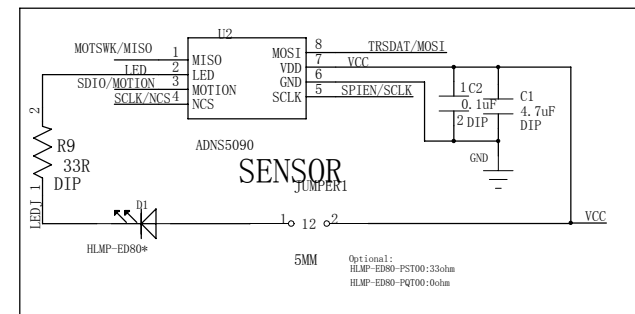 U2
MOTSWK/MISO 1 MISO MOSI 8 TRSDAT/MOSI
LED 2 LED VDD 7 VCC
SDIO/MOTION 3 MOTION GND 6
SCLK/NCS 4 NCS SCLK 5 SPIEN/SCLK
ADNS5090
SENSOR
1 C2
0.1uF
2 DIP
C1
4.7uF
DIP
GND
2
R9
33R
DIP
1
LEDJ
D1
HLMP-ED80*
JUMPER1
1 12 2
5MM
VCC
Optional:
HLMP-ED80-PST00:33ohm
HLMP-ED80-PQT00:0ohm